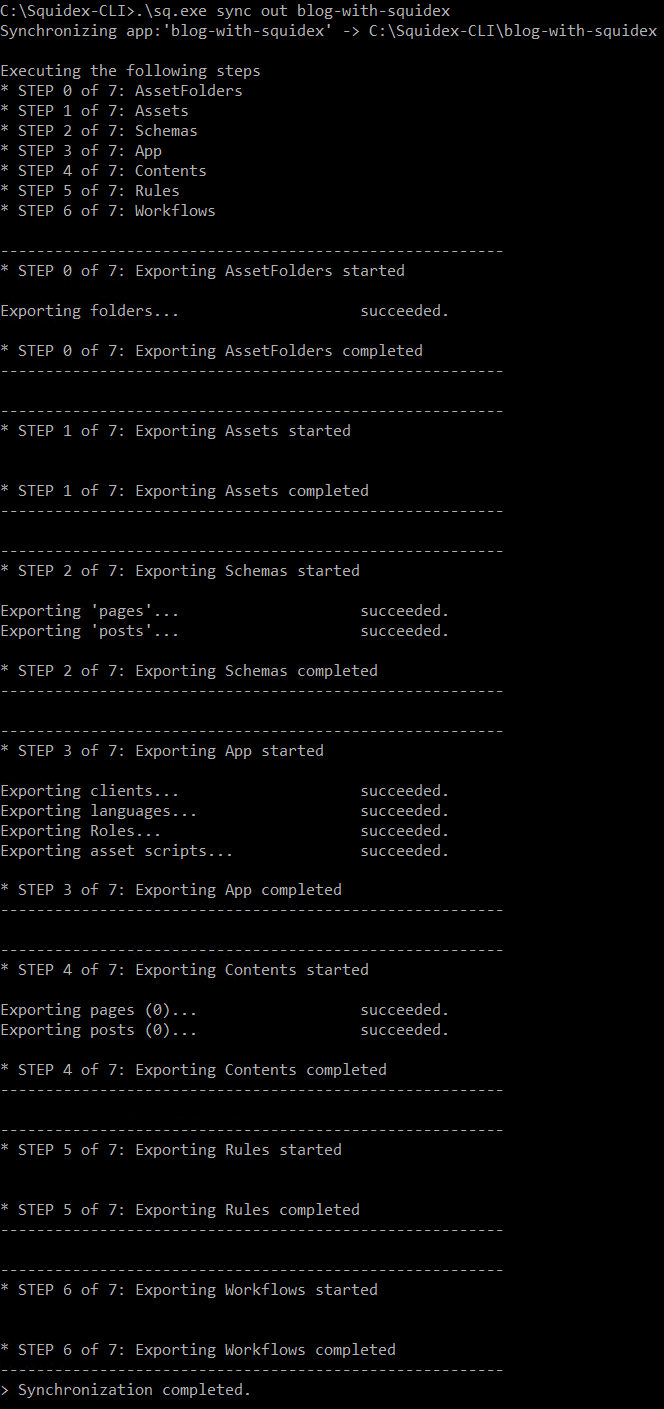 C:\Squidex-CLI>.\sq.exe sync out blog-with-squidex
Synchronizing app:'blog-with-squidex' -> C:\Squidex-CLI\blog-with-squidex
Executing the following steps
* STEP 0 of 7: AssetFolders
* STEP 1 of 7: Assets
* STEP 2 of 7: Schemas
* STEP 3 of 7: App
* STEP 4 of 7: Contents
* STEP 5 of 7: Rules
* STEP 6 of 7: Workflows
--------------------------------------------------------
* STEP 0 of 7: Exporting AssetFolders started
Exporting folders...                    succeeded.
* STEP 0 of 7: Exporting AssetFolders completed
--------------------------------------------------------
--------------------------------------------------------
* STEP 1 of 7: Exporting Assets started
* STEP 1 of 7: Exporting Assets completed
--------------------------------------------------------
--------------------------------------------------------
* STEP 2 of 7: Exporting Schemas started
Exporting 'pages'...                    succeeded.
Exporting 'posts'...                    succeeded.
* STEP 2 of 7: Exporting Schemas completed
--------------------------------------------------------
--------------------------------------------------------
* STEP 3 of 7: Exporting App started
Exporting clients...                    succeeded.
Exporting languages...                  succeeded.
Exporting Roles...                      succeeded.
Exporting asset scripts...              succeeded.
* STEP 3 of 7: Exporting App completed
--------------------------------------------------------
--------------------------------------------------------
* STEP 4 of 7: Exporting Contents started
Exporting pages (0)...                  succeeded.
Exporting posts (0)...                  succeeded.
* STEP 4 of 7: Exporting Contents completed
--------------------------------------------------------
--------------------------------------------------------
* STEP 5 of 7: Exporting Rules started
* STEP 5 of 7: Exporting Rules completed
--------------------------------------------------------
--------------------------------------------------------
* STEP 6 of 7: Exporting Workflows started
* STEP 6 of 7: Exporting Workflows completed
--------------------------------------------------------
> Synchronization completed.